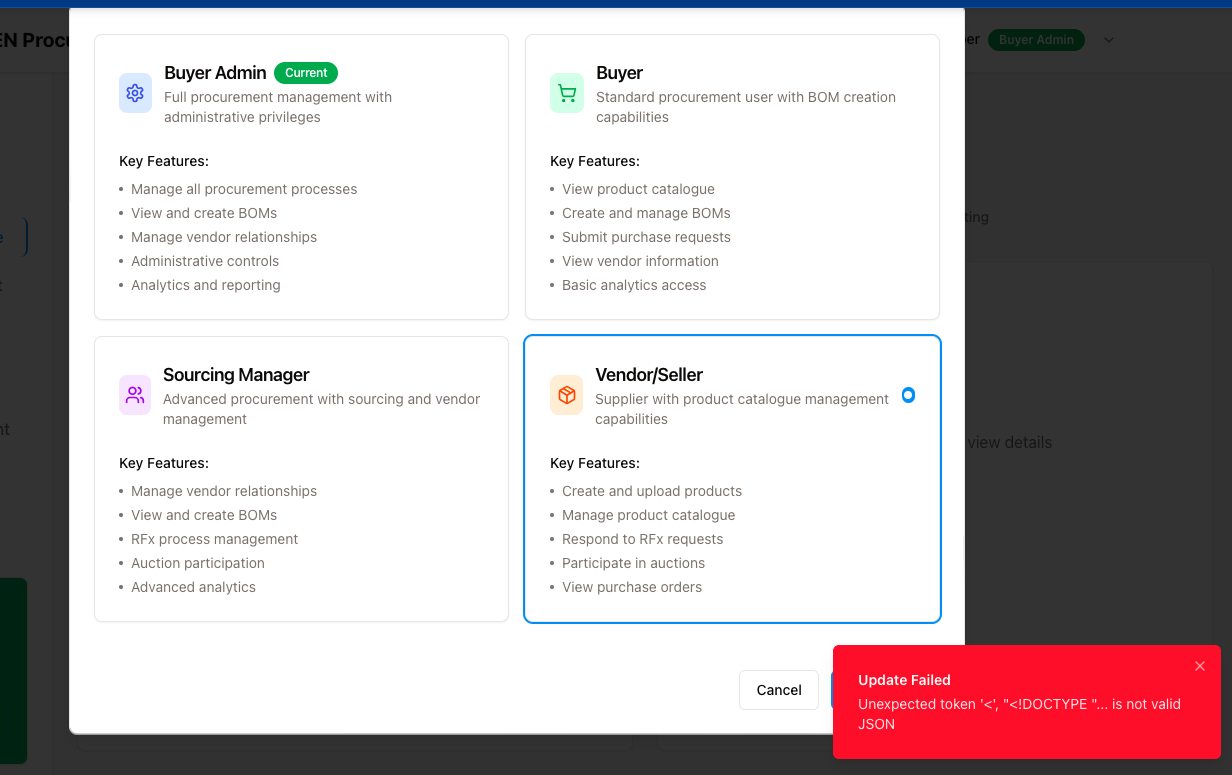 EN Procu
er
Buyer Admin
Buyer Admin Current
Full procurement management with
administrative privileges
Key Features:
• Manage all procurement processes
• View and create BOMs
• Manage vendor relationships
• Administrative controls
• Analytics and reporting
Buyer
Standard procurement user with BOM creation
capabilities
Key Features:
• View product catalogue
• Create and manage BOMs
• Submit purchase requests
• View vendor information
• Basic analytics access
ting
Sourcing Manager
Advanced procurement with sourcing and vendor
management
Key Features:
• Manage vendor relationships
• View and create BOMs
• RFx process management
• Auction participation
• Advanced analytics
Vendor/Seller
Supplier with product catalogue management
capabilities
Key Features:
• Create and upload products
• Manage product catalogue
• Respond to RFx requests
• Participate in auctions
• View purchase orders
view details
Cancel
Update Failed
Unexpected token '<', "<!DOCTYPE "... is not valid
JSON